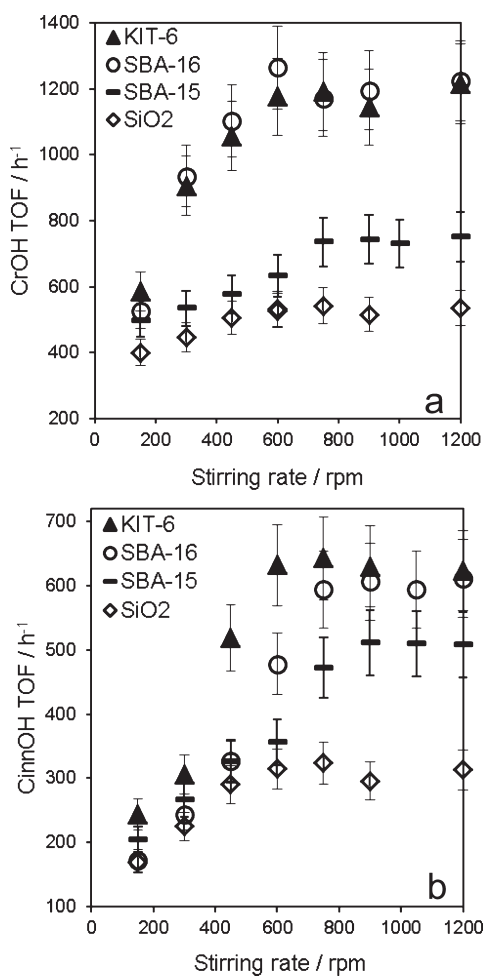 1400
1200
1000
800
600
400
200
CrOH TOF / h-1
KIT-6
SBA-16
SBA-15
SiO2
a
0 200 400 600 800 1000 1200
Stirring rate / rpm
700
600
500
400
300
200
100
CinnOH TOF / h-1
KIT-6
SBA-16
SBA-15
SiO2
b
0 200 400 600 800 1000 1200
Stirring rate / rpm